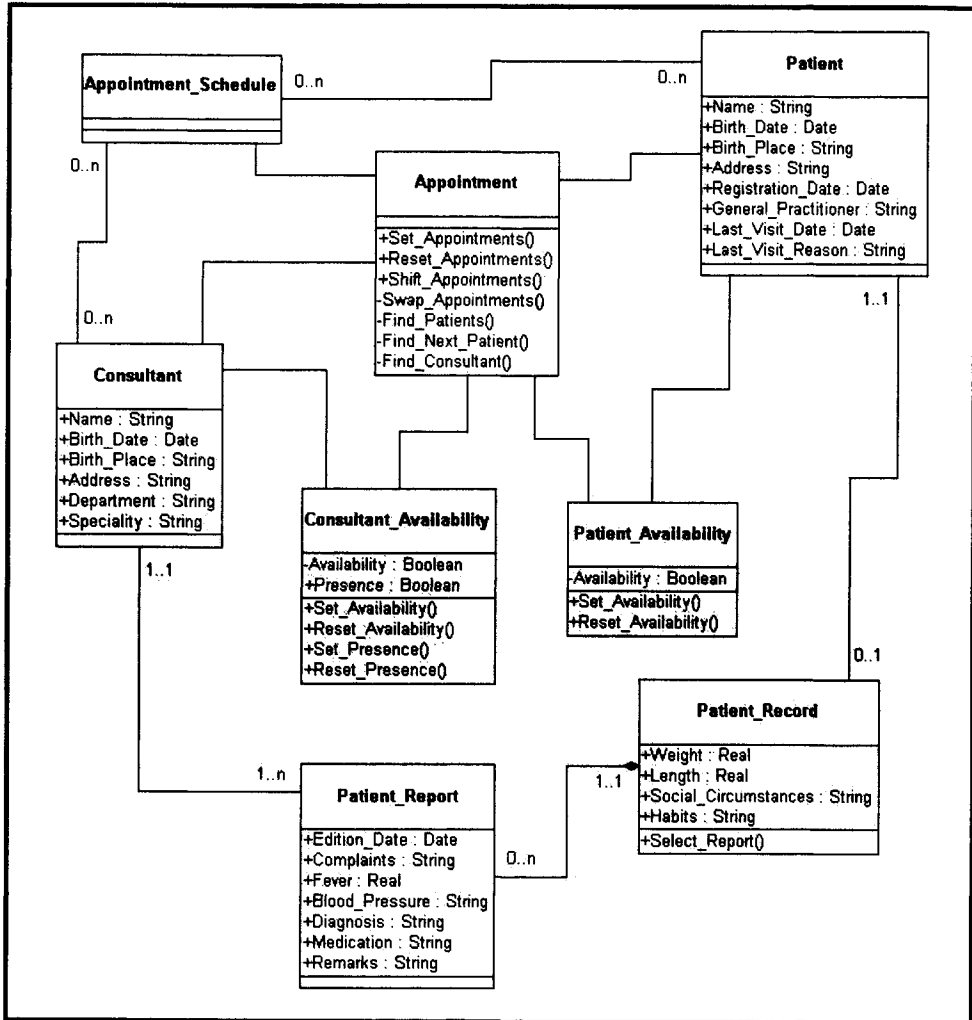 Appointment_Schedule
0..n
0..n
Patient
+Name : String
+Birth_Date : Date
+Birth_Place : String
+Address : String
+Registration_Date : Date
+General_Practitioner : String
+Last_Visit_Date : Date
+Last_Visit_Reason : String
0..n
Appointment
+Set_Appointments()
+Reset_Appointments()
+Shift_Appointments()
-Swap_Appointments()
-Find_Patients()
-Find_Next_Patient()
-Find_Consultant()
1..1
0..n
Consultant
+Name : String
+Birth_Date : Date
+Birth_Place : String
+Address : String
+Department : String
+Speciality : String
1..1
Consultant_Availability
-Availability : Boolean
+Presence : Boolean
+Set_Availability()
+Reset_Availability()
+Set_Presence()
+Reset_Presence()
Patient_Availability
-Availability : Boolean
+Set_Availability()
+Reset_Availability()
0..1
Patient_Record
+Weight : Real
+Length : Real
+Social_Circumstances : String
+Habits : String
+Select_Report()
1..1
1..n
Patient_Report
+Edition_Date : Date
+Complaints : String
+Fever : Real
+Blood_Pressure : String
+Diagnosis : String
+Medication : String
+Remarks : String
0..n